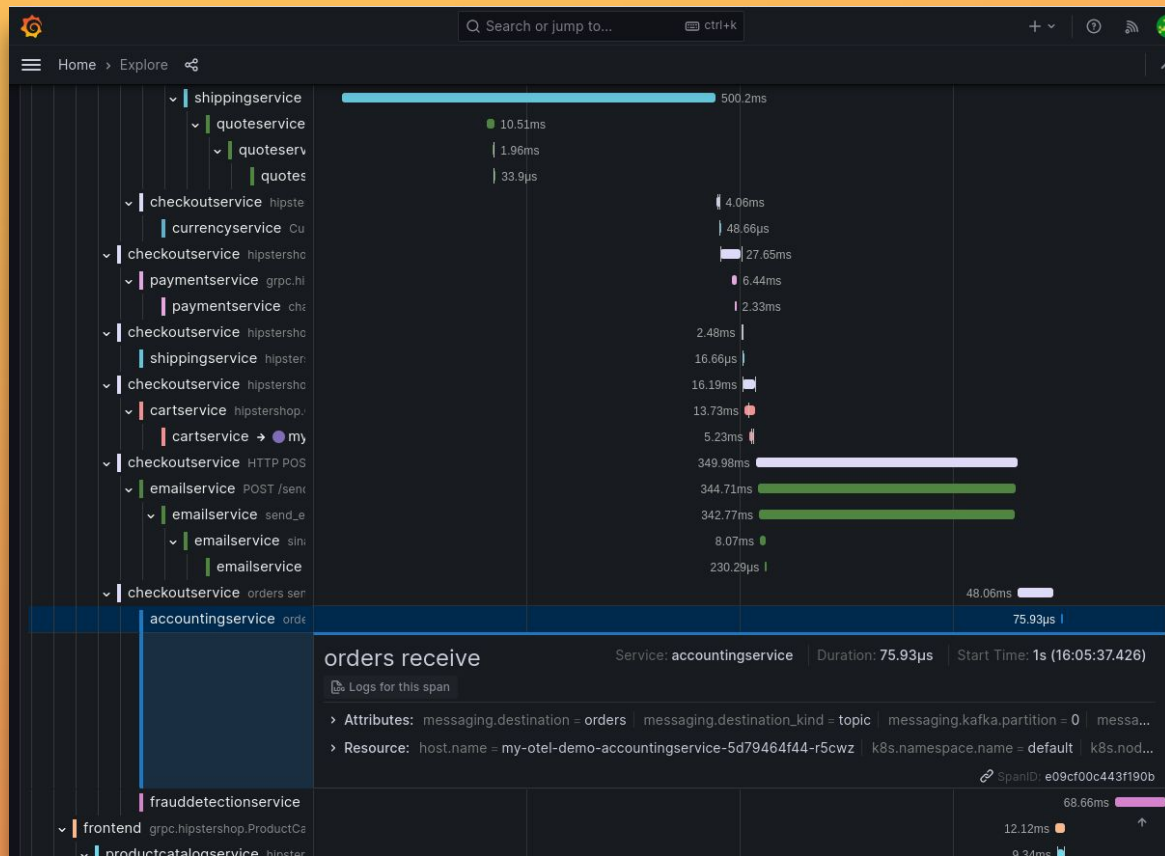 Search or jump to... ctrl+k
Home > Explore
shippingservice 500.2ms
quoteservice 10.51ms
quoteserv 1.96ms
quotes 33.9µs
checkoutservice hipste 4.06ms
currencyservice Cu 48.66µs
checkoutservice hipstersho 27.65ms
paymentservice grpc.hi 6.44ms
paymentservice cha 2.33ms
checkoutservice hipstersho 2.48ms
shippingservice hipster 16.66µs
checkoutservice hipstersho 16.19ms
cartservice hipstershop. 13.73ms
cartservice → my 5.23ms
checkoutservice HTTP POS 349.98ms
emailservice POST /send 344.71ms
emailservice send_e 342.77ms
emailservice sina 8.07ms
emailservice 230.29µs
checkoutservice orders sen 48.06ms
accountingservice orde 75.93µs
orders receive Service: accountingservice Duration: 75.93µs Start Time: 1s (16:05:37.426)
Logs for this span
> Attributes: messaging.destination = orders messaging.destination_kind = topic messaging.kafka.partition = 0 messa...
> Resource: host.name = my-otel-demo-accountingservice-5d79464f44-r5cwz k8s.namespace.name = default k8s.nod...
SpanID: e09cf00c443f190b
frauddetectionservice 68.66ms
frontend grpc.hipstershop.ProductCa 12.12ms
productcatalogservice hipster 9.34ms